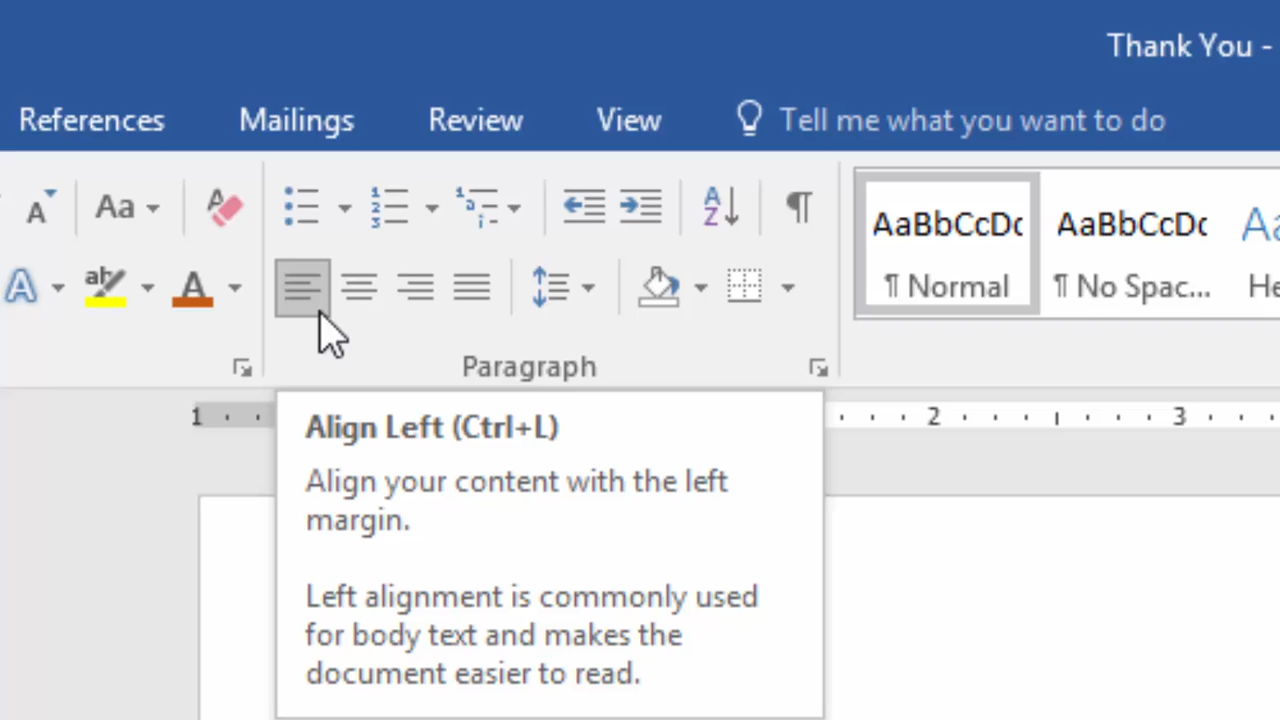 Thank You -
References Mailings Review View Tell me what you want to do
Aa
AaBbCcDc AaBbCcDc
¶ Normal ¶ No Spac...
Paragraph
1 2 3
Align Left (Ctrl+L)
Align your content with the left
margin.
Left alignment is commonly used
for body text and makes the
document easier to read.